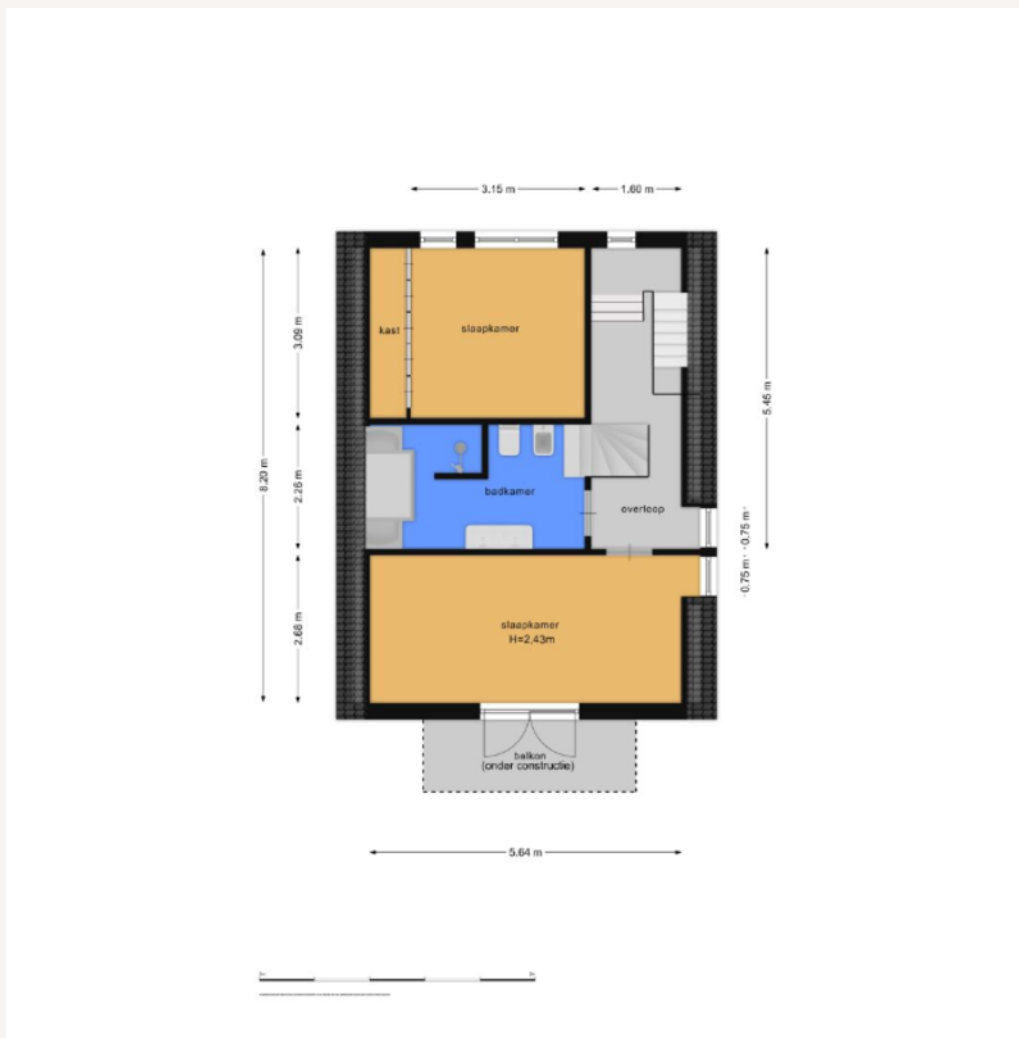 3.15 m
1.60 m
3.09 m
8.20 m
2.26 m
2.68 m
5.45 m
0.75 m
0.75 m
kast
slaapkamer
badkamer
overloop
slaapkamer
H=2,43m
balkon
(onder constructie)
5.64 m